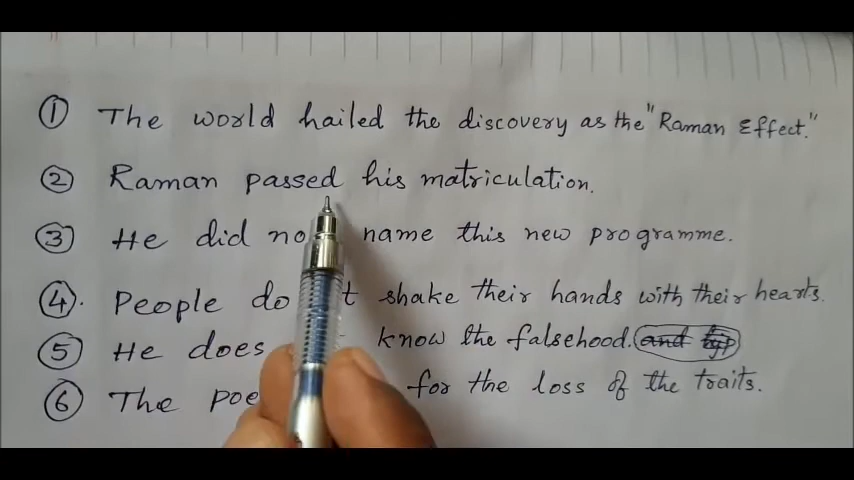 ① The world hailed the discovery as the "Raman Effect."
② Raman passed his matriculation.
③ He did no name this new programme.
④. People do t shake their hands with their hearts.
⑤ He does know the falsehood.
⑥ The poe for the loss of the traits.